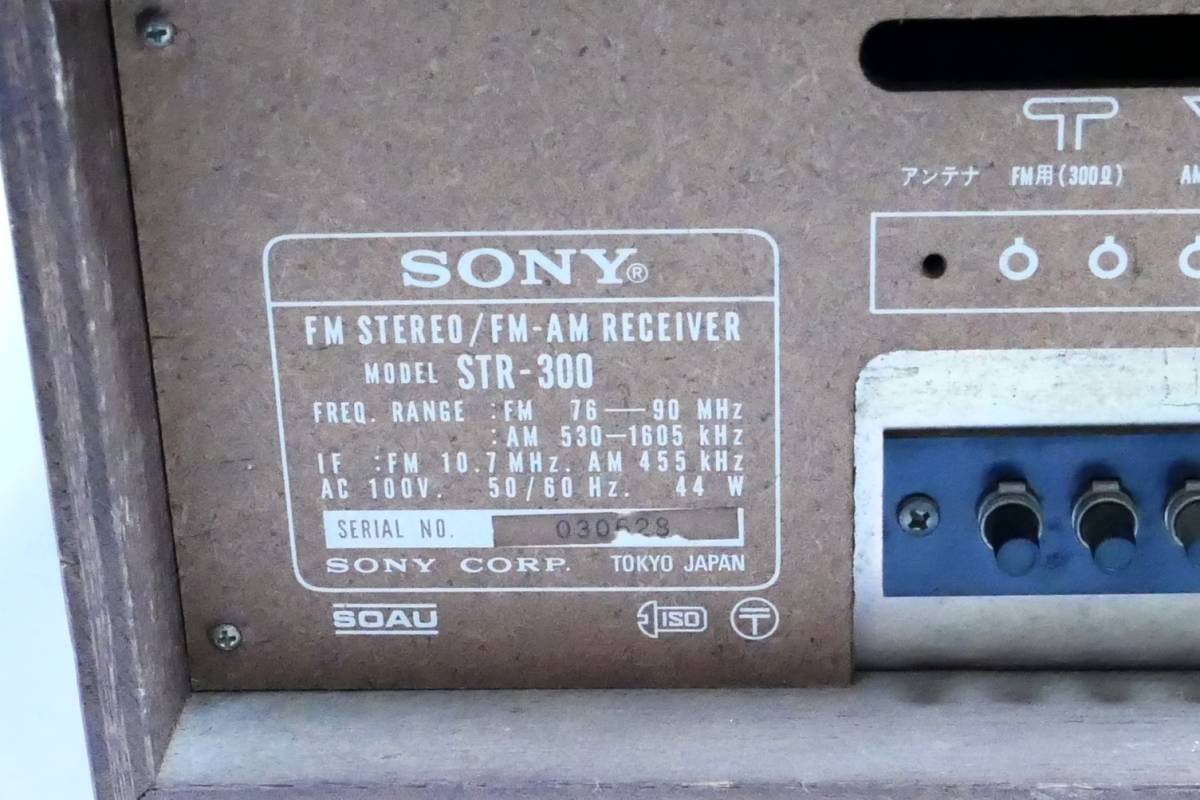 アンテナ FM用(300Ω) AM
SONY®
FM STEREO/FM-AM RECEIVER
MODEL STR-300
FREQ. RANGE :FM 76—90 MHz
:AM 530—1605 kHz
IF :FM 10.7 MHz. AM 455 kHz
AC 100V. 50/60 Hz. 44 W
SERIAL NO. 030628
SONY CORP. TOKYO JAPAN
SOAU ISO